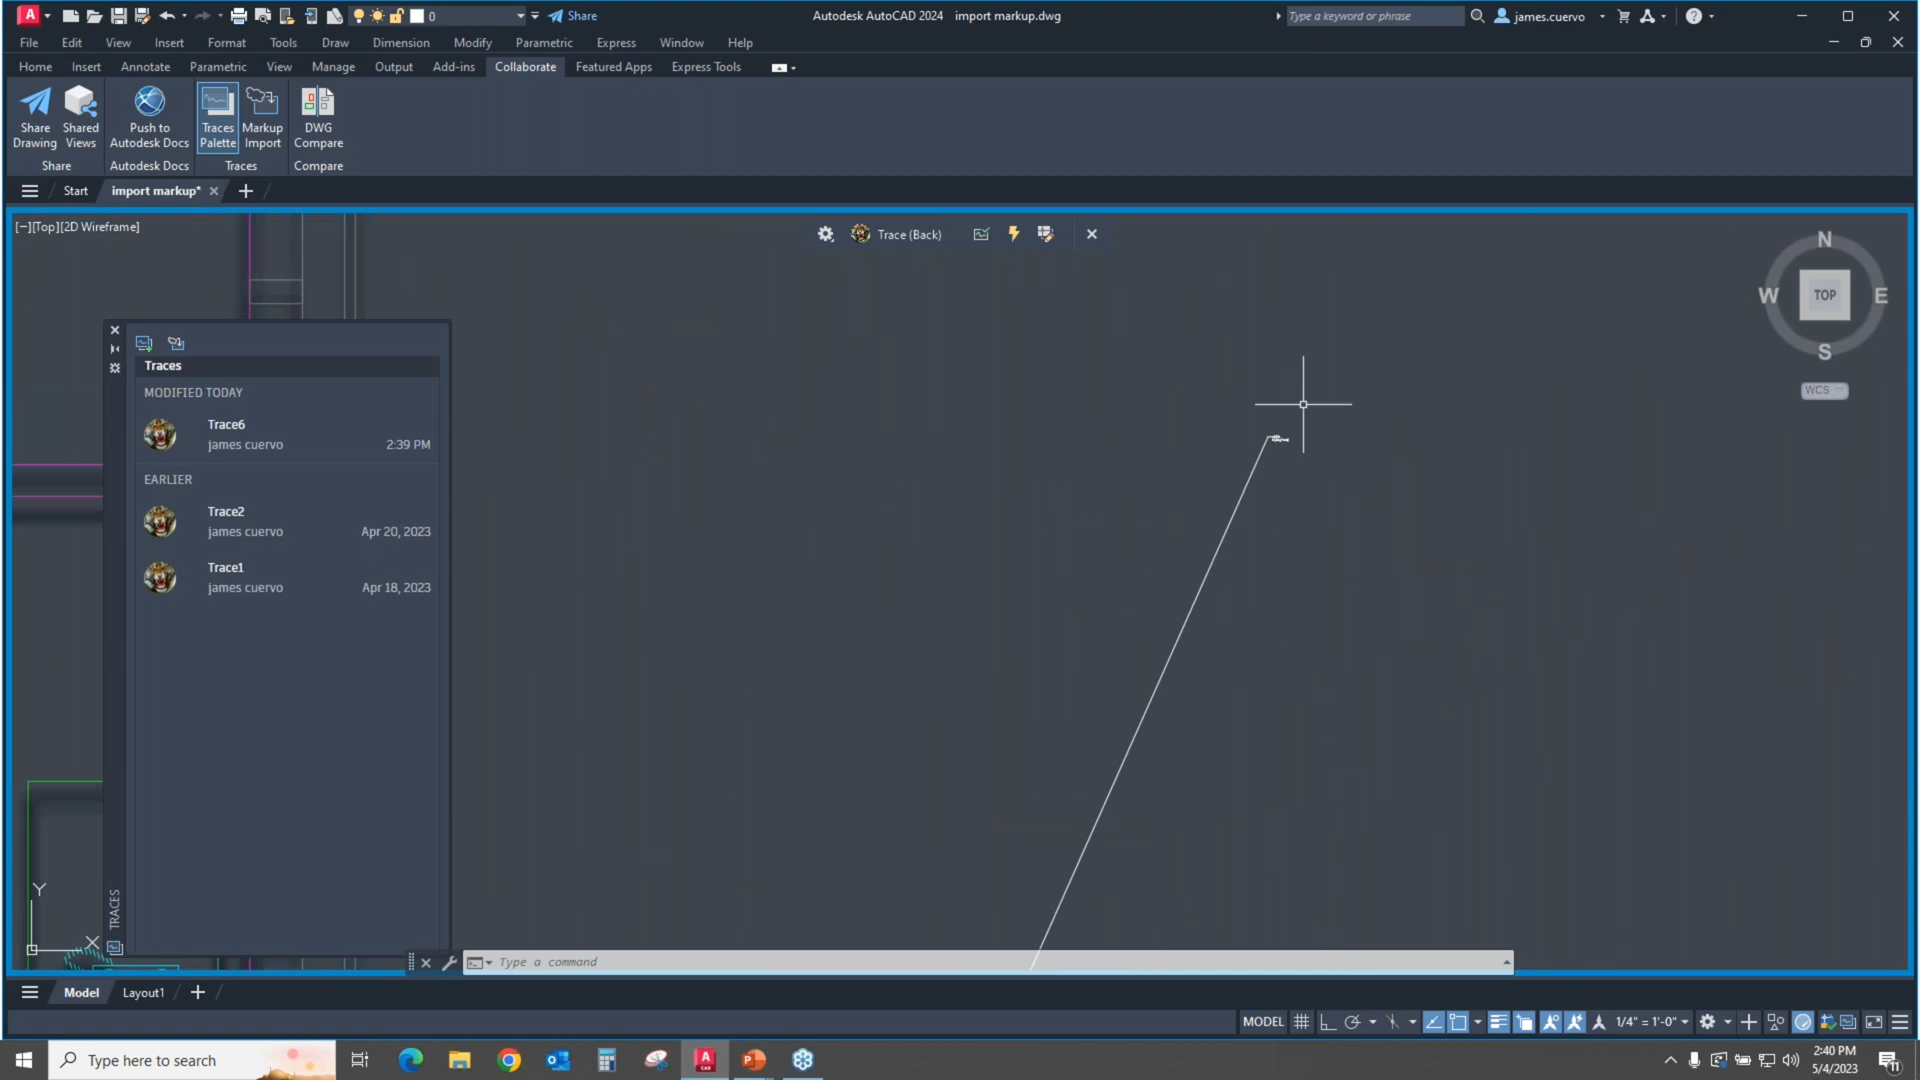 A 0 Share Autodesk AutoCAD 2024 import markup.dwg Type a keyword or phrase james.cuervo
File Edit View Insert Format Tools Draw Dimension Modify Parametric Express Window Help
Home Insert Annotate Parametric View Manage Output Add-ins Collaborate Featured Apps Express Tools
Share Drawing
Shared Views
Push to Autodesk Docs
Traces Palette
Markup Import
DWG Compare
Share Autodesk Docs Traces Compare
Start import markup*
[−][Top][2D Wireframe]
Trace (Back)
N
W TOP E
S
WCS
Traces
MODIFIED TODAY
Trace6
james cuervo 2:39 PM
EARLIER
Trace2
james cuervo Apr 20, 2023
Trace1
james cuervo Apr 18, 2023
TRACES
Y
X
Type a command
Model Layout1
MODEL 1/4" = 1'-0"
Type here to search
2:40 PM
5/4/2023
11